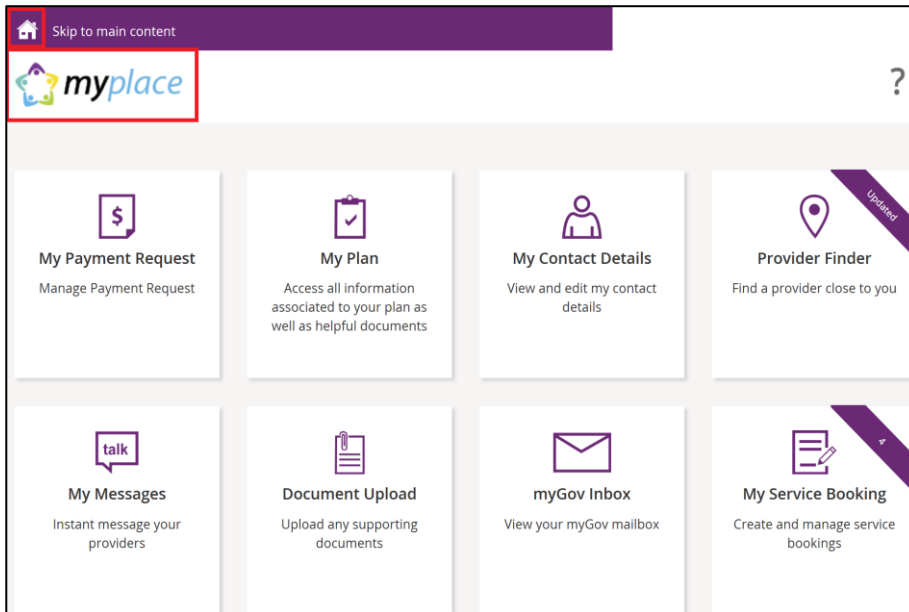 Skip to main content
myplace
?
$
My Payment Request
Manage Payment Request
My Plan
Access all information
associated to your plan as
well as helpful documents
My Contact Details
View and edit my contact
details
Updated
Provider Finder
Find a provider close to you
talk
My Messages
Instant message your
providers
Document Upload
Upload any supporting
documents
myGov Inbox
View your myGov mailbox
4
My Service Booking
Create and manage service
bookings